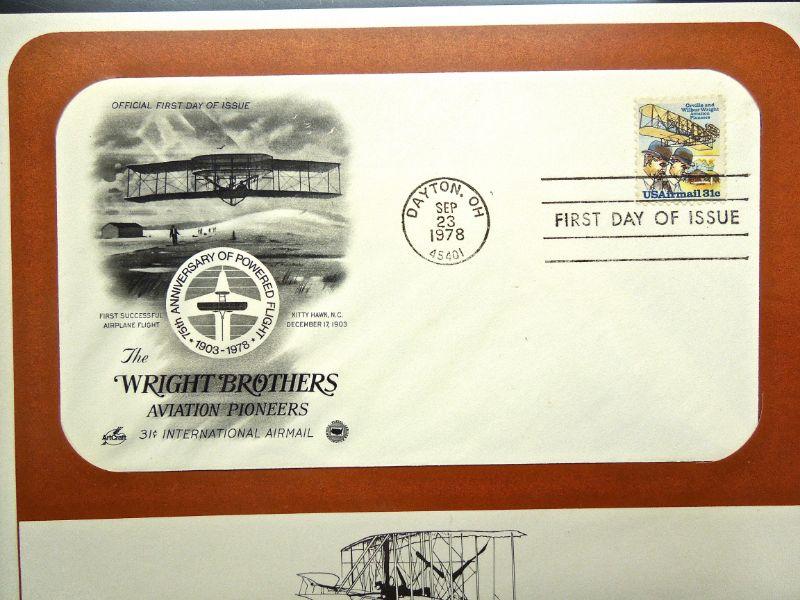 OFFICIAL FIRST DAY OF ISSUE
75th ANNIVERSARY OF POWERED FLIGHT
★ 1903-1978 ★
FIRST SUCCESSFUL
AIRPLANE FLIGHT
KITTY HAWK, N.C.
DECEMBER 17, 1903
The
WRIGHT BROTHERS
AVIATION PIONEERS
ArtCraft
31¢ INTERNATIONAL AIRMAIL
DAYTON, OH
SEP
23
1978
45401
Orville and
Wilbur Wright
Aviation
Pioneers
USAirmail 31c
FIRST DAY OF ISSUE